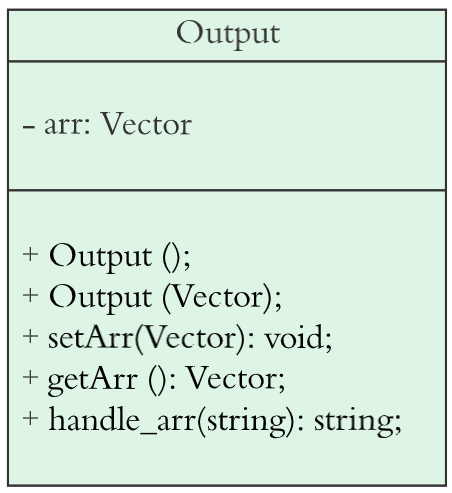 Output
- arr: Vector
+ Output ();
+ Output (Vector);
+ setArr(Vector): void;
+ getArr (): Vector;
+ handle_arr(string): string;